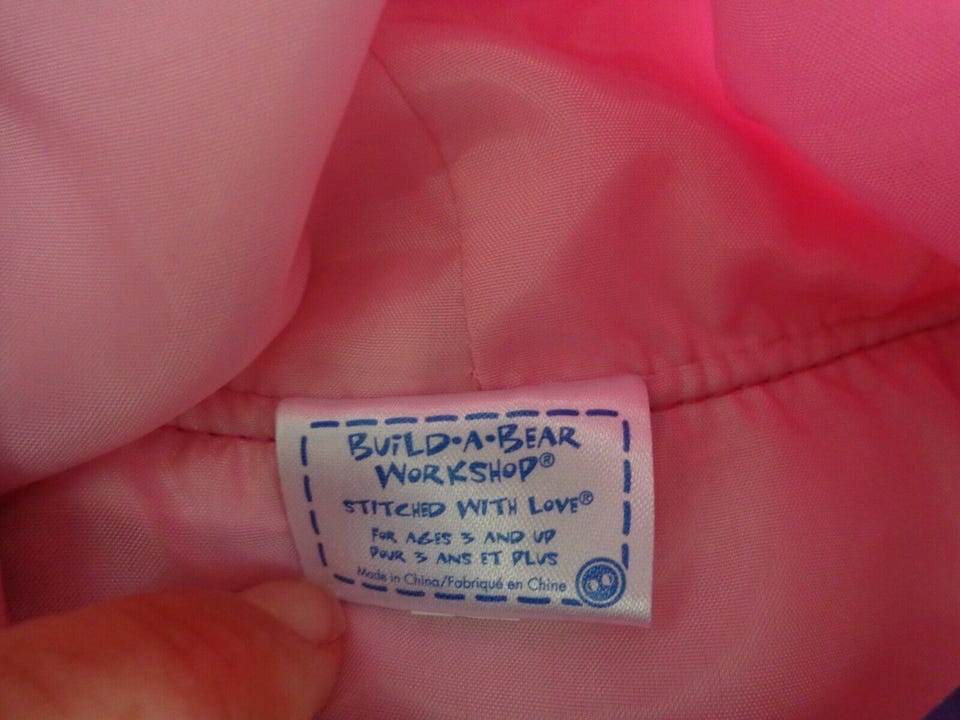 BUiLD•A•BEAR
WORKSHOP®
STITCHED WITH LOVE®
FOR AGES 3 AND UP
POUR 3 ANS ET PLUS
Made in China/Fabriqué en Chine